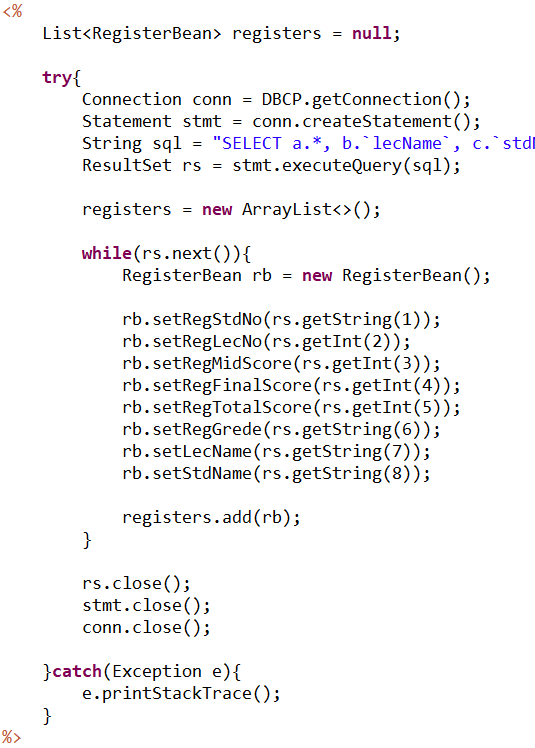 <%
List<RegisterBean> registers = null;
try{
Connection conn = DBCP.getConnection();
Statement stmt = conn.createStatement();
String sql = "SELECT a.*, b.`lecName`, c.`std
ResultSet rs = stmt.executeQuery(sql);
registers = new ArrayList<>();
while(rs.next()){
RegisterBean rb = new RegisterBean();
rb.setRegStdNo(rs.getString(1));
rb.setRegLecNo(rs.getInt(2));
rb.setRegMidScore(rs.getInt(3));
rb.setRegFinalScore(rs.getInt(4));
rb.setRegTotalScore(rs.getInt(5));
rb.setRegGrede(rs.getString(6));
rb.setLecName(rs.getString(7));
rb.setStdName(rs.getString(8));
registers.add(rb);
}
rs.close();
stmt.close();
conn.close();
}catch(Exception e){
e.printStackTrace();
}
%>